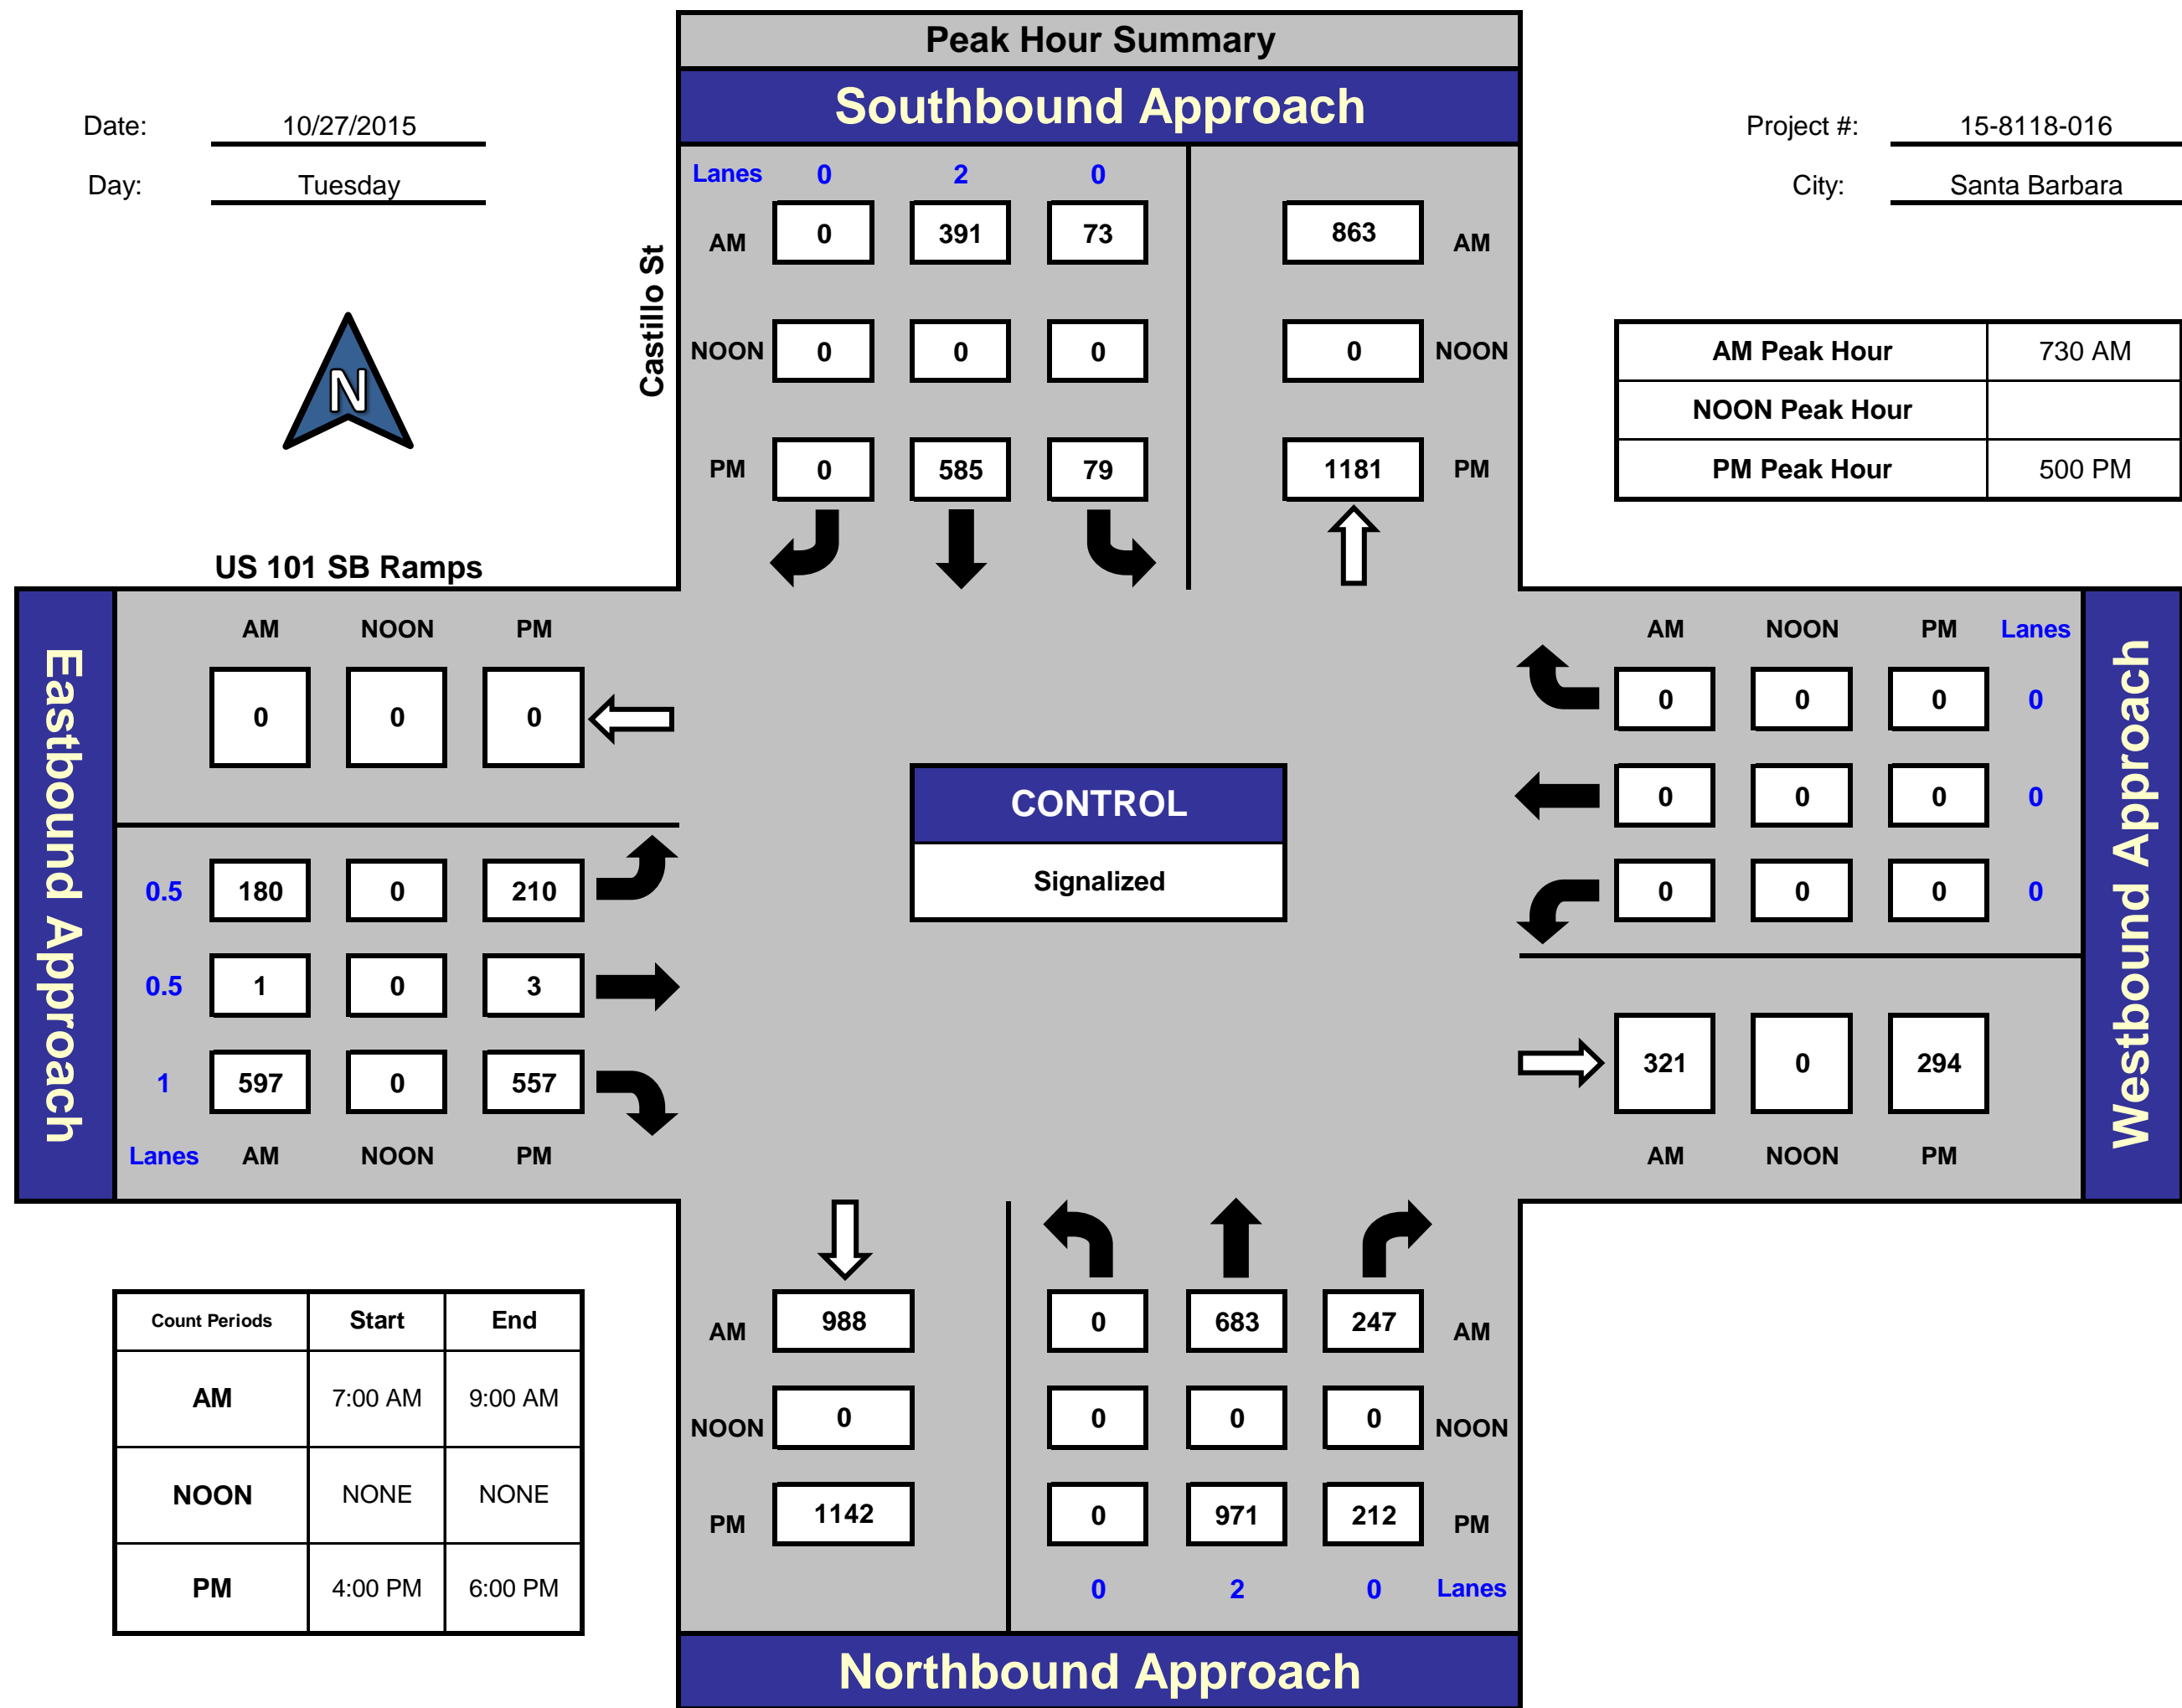 Peak Hour Summary
Southbound Approach
Date: 10/27/2015
Day: Tuesday
Project #: 15-8118-016
City: Santa Barbara
N
Castillo St
Lanes 0 2 0
AM 0 391 73 863 AM
NOON 0 0 0 0 NOON
PM 0 585 79 1181 PM
AM Peak Hour 730 AM
NOON Peak Hour
PM Peak Hour 500 PM
US 101 SB Ramps
Eastbound Approach
AM NOON PM
0 0 0
0.5 180 0 210
0.5 1 0 3
1 597 0 557
Lanes AM NOON PM
CONTROL
Signalized
AM NOON PM Lanes
0 0 0 0
0 0 0 0
0 0 0 0
321 0 294
AM NOON PM
Westbound Approach
Count Periods Start End
AM 7:00 AM 9:00 AM
NOON NONE NONE
PM 4:00 PM 6:00 PM
AM 988 0 683 247 AM
NOON 0 0 0 0 NOON
PM 1142 0 971 212 PM
0 2 0 Lanes
Northbound Approach